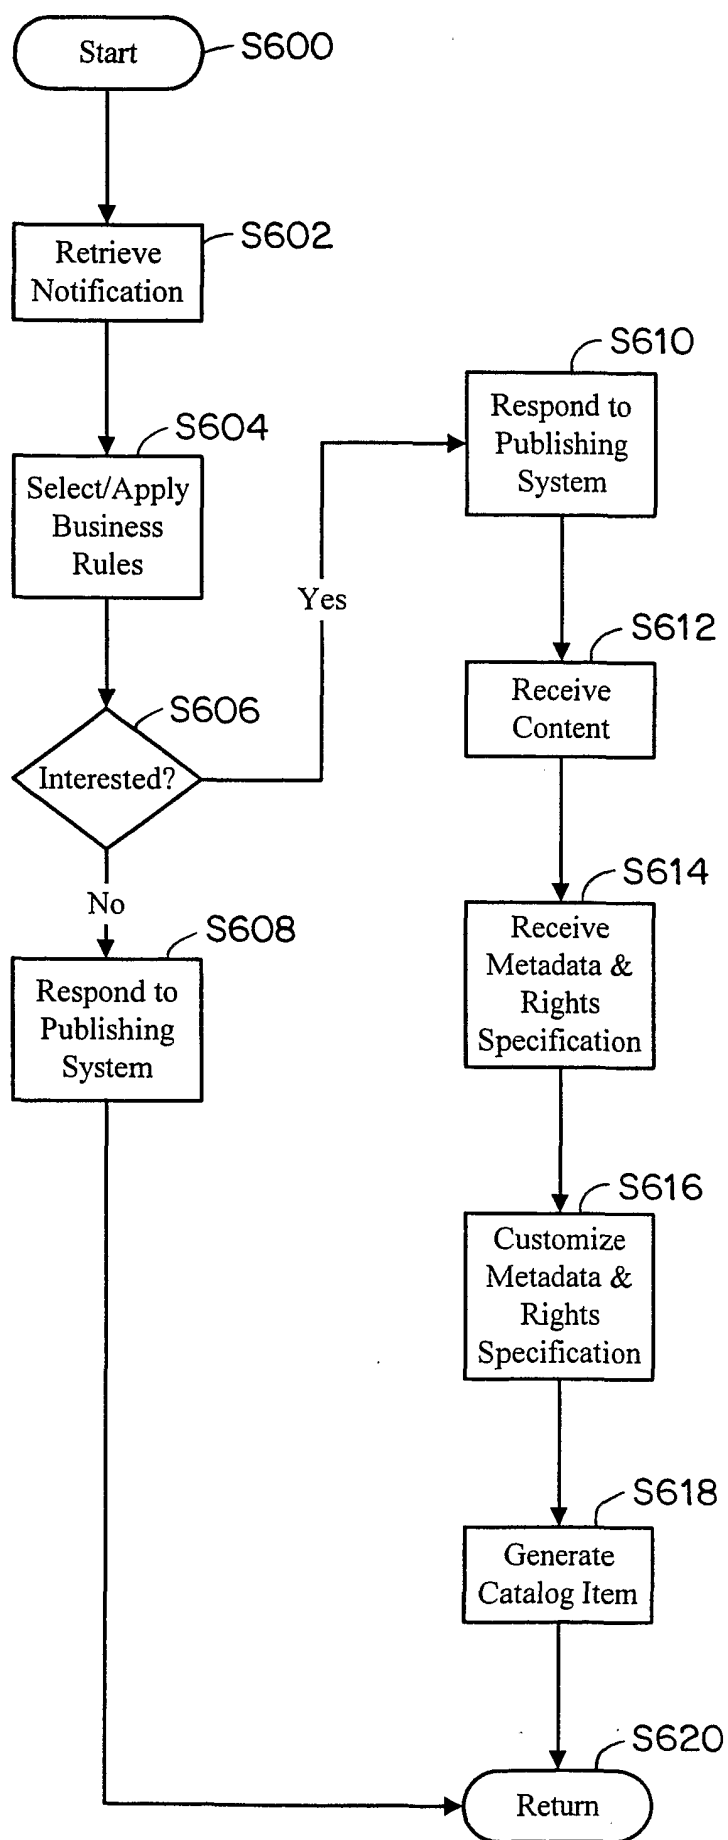 Start
S600
Retrieve
Notification
S602
Select/Apply
Business
Rules
S604
Interested?
S606
Yes
No
Respond to
Publishing
System
S608
Respond to
Publishing
System
S610
Receive
Content
S612
Receive
Metadata &
Rights
Specification
S614
Customize
Metadata &
Rights
Specification
S616
Generate
Catalog Item
S618
Return
S620